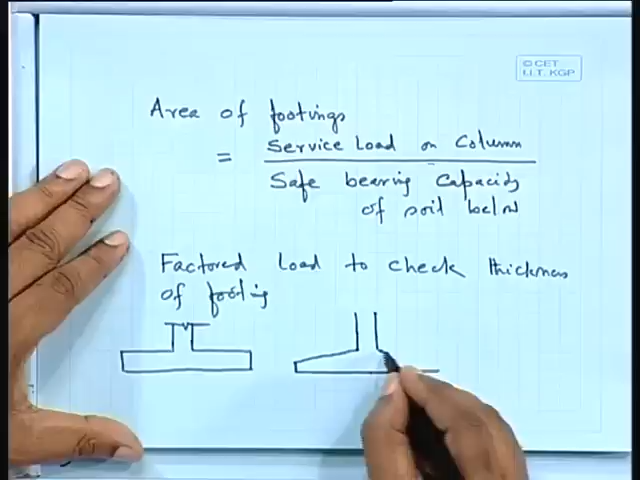 © CET
I.I.T. KGP
Area of footings
= Service Load on Column
Safe bearing Capacity
of soil below
Factored load to check thickness
of footing